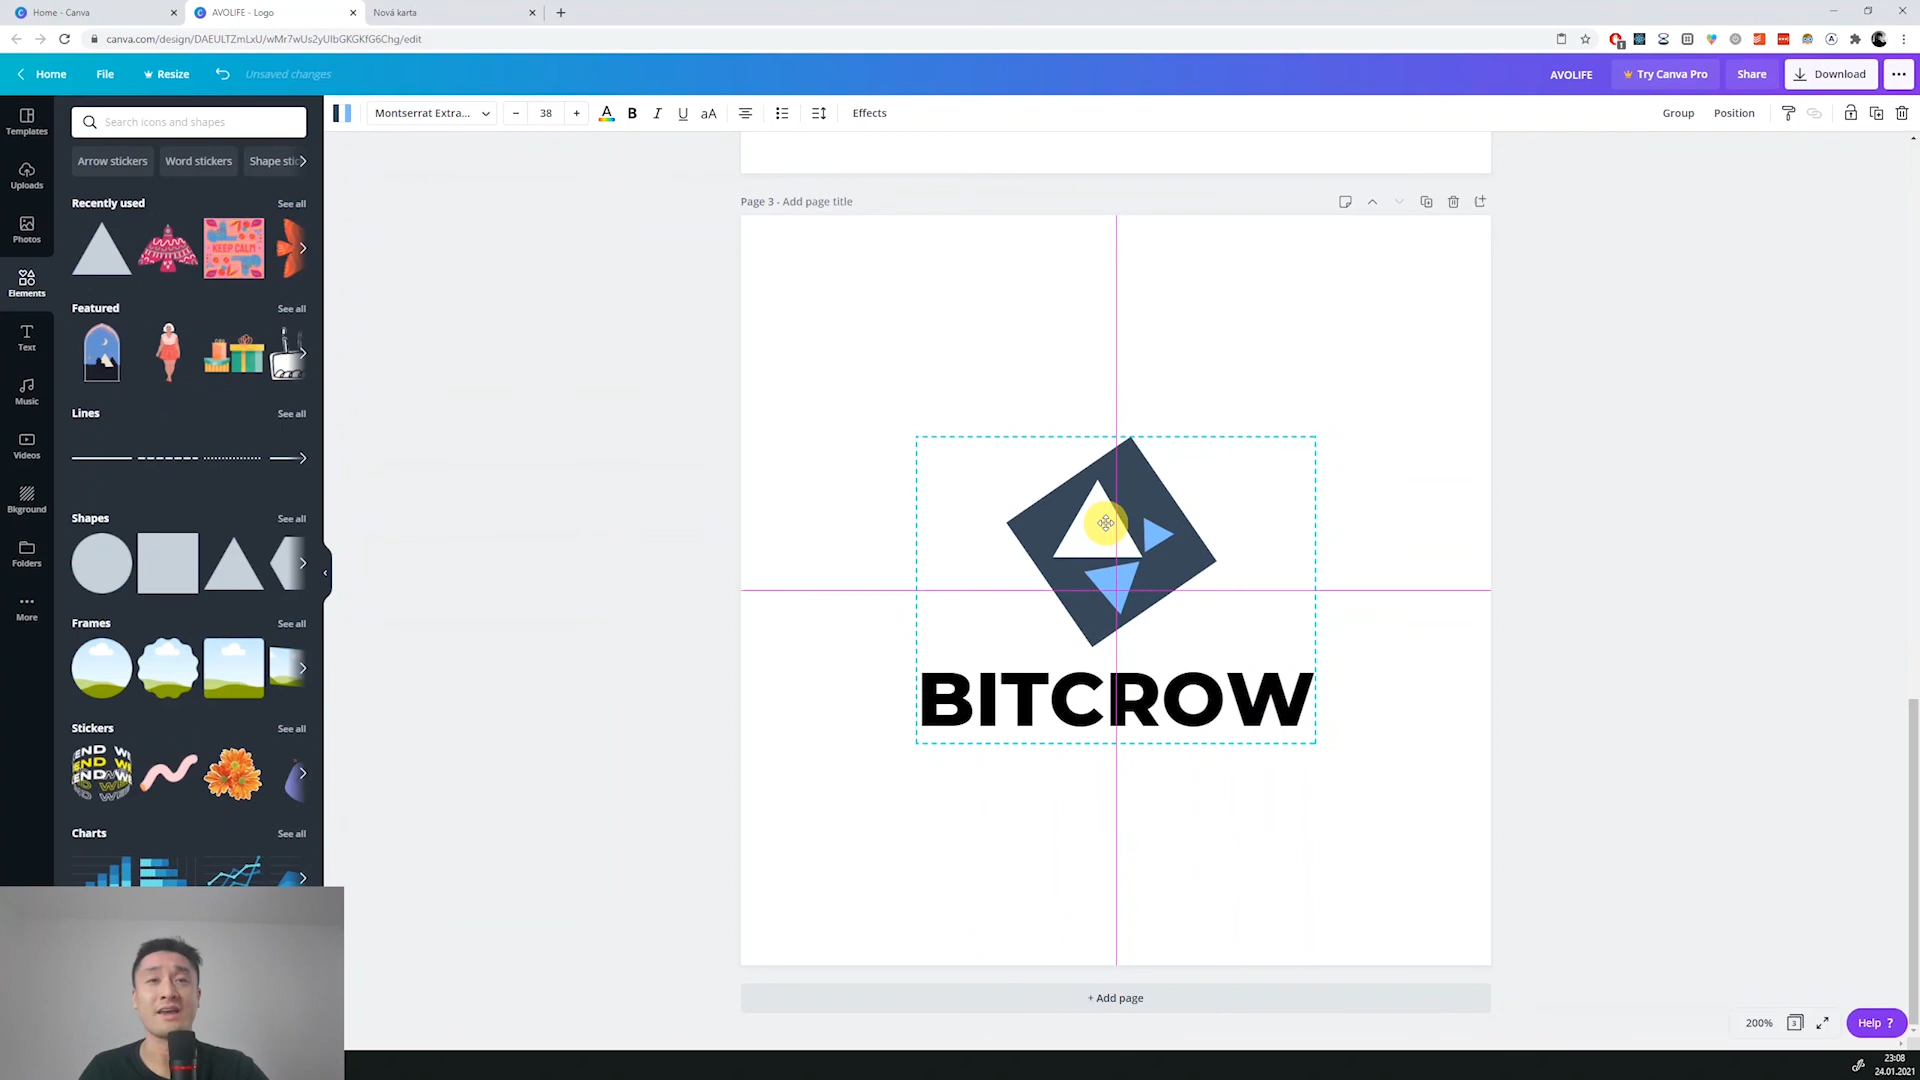 Home - Canva
AVOLIFE - Logo
Nová karta
canva.com/design/DAEULTZmLxU/wMr7wUs2yUIbGKGKfG6Chg/edit
Home
File
Resize
Unsaved changes
AVOLIFE
Try Canva Pro
Share
Download
Templates
Uploads
Photos
Elements
Text
Music
Videos
Bkground
Folders
More
Search icons and shapes
Arrow stickers
Word stickers
Shape stic
Recently used
See all
KEEP CALM
Featured
See all
Lines
See all
Shapes
See all
Frames
See all
Stickers
See all
Charts
See all
Montserrat Extra...
38
B
I
U
aA
Effects
Group
Position
Page 3 - Add page title
BITCROW
+ Add page
200%
3
Help ?
23:08
24.01.2021